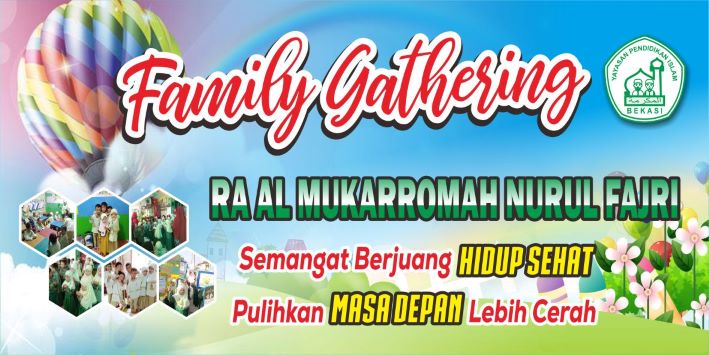 Family Gathering
YAYASAN PENDIDIKAN ISLAM
BEKASI
RA AL MUKARROMAH NURUL FAJRI
Semangat Berjuang HIDUP SEHAT
Pulihkan MASA DEPAN Lebih Cerah